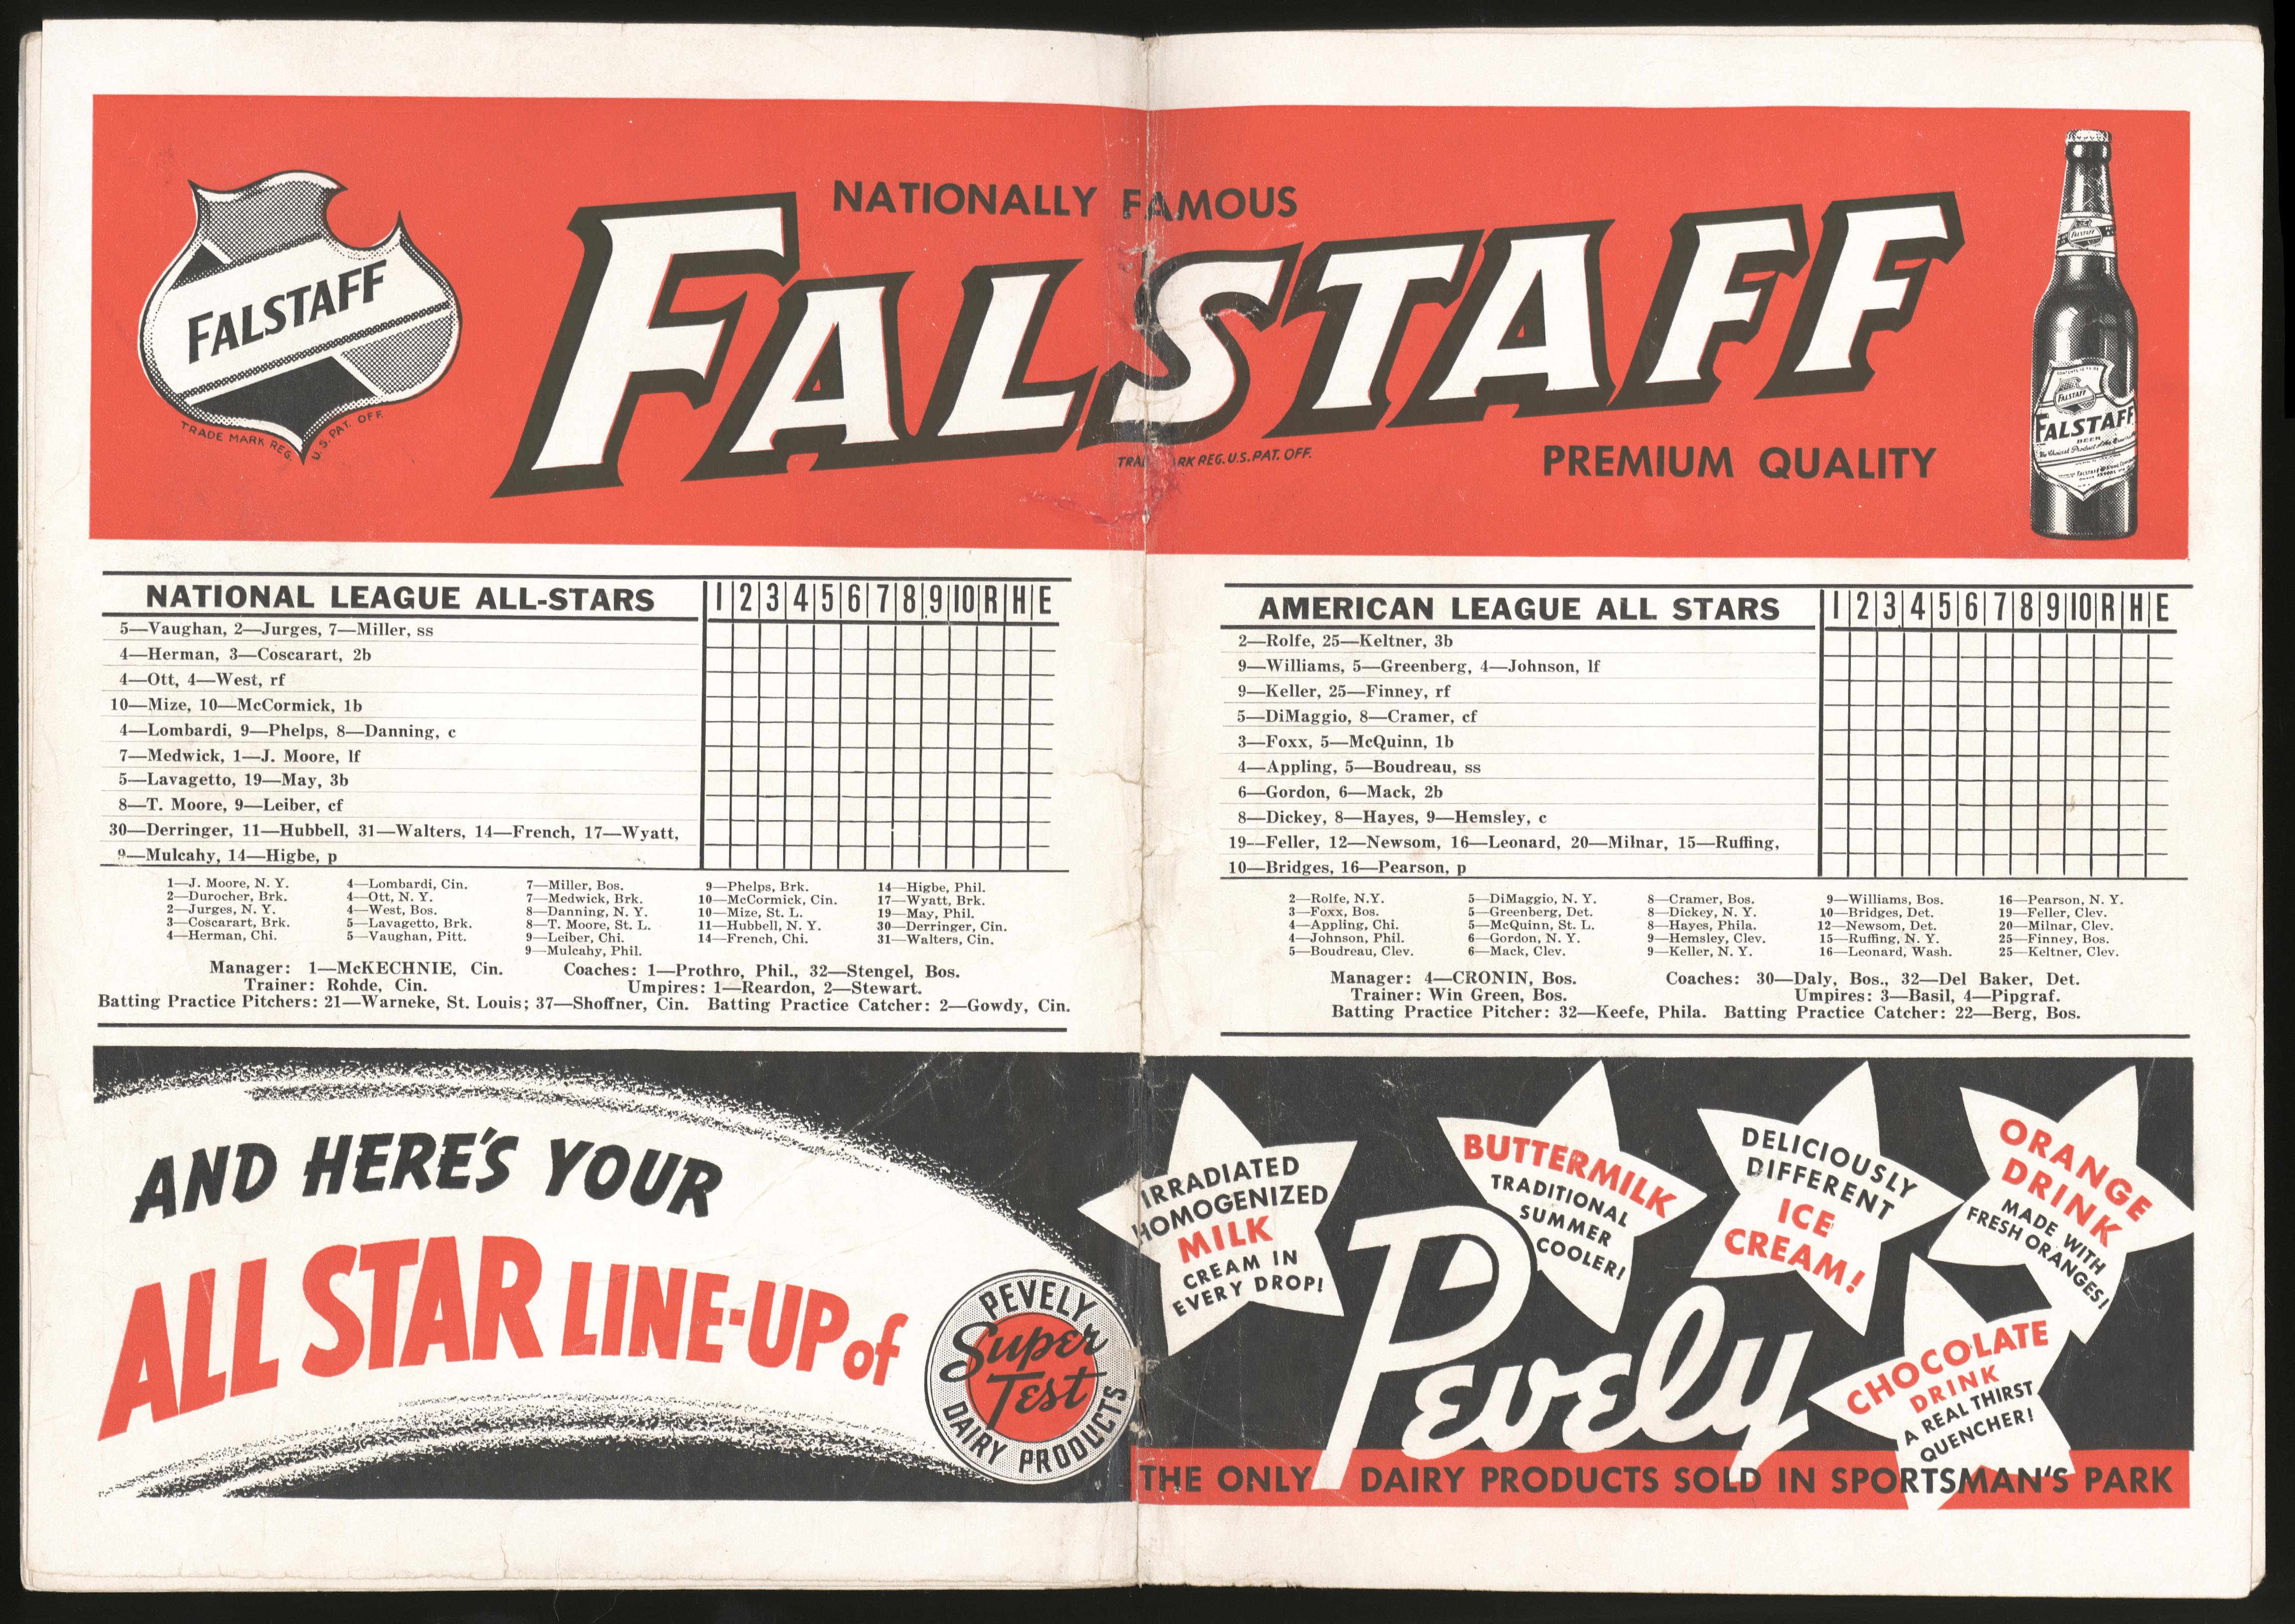 NATIONALLY FAMOUS
FALSTAFF
FALSTAFF
TRADE MARK REG. U.S. PAT. OFF.
TRA RK REG. U.S. PAT. OFF.
PREMIUM QUALITY
FALSTAFF
FALSTAFF
FALSTAFF
BEER
NATIONAL LEAGUE ALL-STARS 1 2 3 4 5 6 7 8 9 10 R H E
5—Vaughan, 2—Jurges, 7—Miller, ss
4—Herman, 3—Coscarart, 2b
4—Ott, 4—West, rf
10—Mize, 10—McCormick, 1b
4—Lombardi, 9—Phelps, 8—Danning, c
7—Medwick, 1—J. Moore, lf
5—Lavagetto, 19—May, 3b
8—T. Moore, 9—Leiber, cf
30—Derringer, 11—Hubbell, 31—Walters, 14—French, 17—Wyatt,
9—Mulcahy, 14—Higbe, p
1—J. Moore, N. Y.
2—Durocher, Brk.
2—Jurges, N. Y.
3—Coscarart, Brk.
4—Herman, Chi.
4—Lombardi, Cin.
4—Ott, N. Y.
4—West, Bos.
5—Lavagetto, Brk.
5—Vaughan, Pitt.
7—Miller, Bos.
7—Medwick, Brk.
8—Danning, N. Y.
8—T. Moore, St. L.
9—Leiber, Chi.
9—Mulcahy, Phil.
9—Phelps, Brk.
10—McCormick, Cin.
10—Mize, St. L.
11—Hubbell, N. Y.
14—French, Chi.
14—Higbe, Phil.
17—Wyatt, Brk.
19—May, Phil.
30—Derringer, Cin.
31—Walters, Cin.
Manager: 1—McKECHNIE, Cin. Coaches: 1—Prothro, Phil., 32—Stengel, Bos.
Trainer: Rohde, Cin. Umpires: 1—Reardon, 2—Stewart.
Batting Practice Pitchers: 21—Warneke, St. Louis; 37—Shoffner, Cin. Batting Practice Catcher: 2—Gowdy, Cin.
AMERICAN LEAGUE ALL STARS 1 2 3 4 5 6 7 8 9 10 R H E
2—Rolfe, 25—Keltner, 3b
9—Williams, 5—Greenberg, 4—Johnson, lf
9—Keller, 25—Finney, rf
5—DiMaggio, 8—Cramer, cf
3—Foxx, 5—McQuinn, 1b
4—Appling, 5—Boudreau, ss
6—Gordon, 6—Mack, 2b
8—Dickey, 8—Hayes, 9—Hemsley, c
19--Feller, 12—Newsom, 16—Leonard, 20—Milnar, 15—Ruffing,
10—Bridges, 16—Pearson, p
2—Rolfe, N.Y.
3—Foxx, Bos.
4—Appling, Chi.
4—Johnson, Phil.
5—Boudreau, Clev.
5—DiMaggio, N. Y.
5—Greenberg, Det.
5—McQuinn, St. L.
6—Gordon, N. Y.
6—Mack, Clev.
8—Cramer, Bos.
8—Dickey, N. Y.
8—Hayes, Phila.
9—Hemsley, Clev.
9—Keller, N. Y.
9—Williams, Bos.
10—Bridges, Det.
12—Newsom, Det.
15—Ruffing, N. Y.
16—Leonard, Wash.
16—Pearson, N. Y.
19—Feller, Clev.
20—Milnar, Clev.
25—Finney, Bos.
25—Keltner, Clev.
Manager: 4—CRONIN, Bos. Coaches: 30—Daly, Bos., 32—Del Baker, Det.
Trainer: Win Green, Bos. Umpires: 3—Basil, 4—Pipgraf.
Batting Practice Pitcher: 32—Keefe, Phila. Batting Practice Catcher: 22—Berg, Bos.
AND HERE'S YOUR
ALL STAR LINE-UP of
PEVELY
Super
Test
DAIRY PRODUCTS
IRRADIATED
HOMOGENIZED
MILK
CREAM IN
EVERY DROP!
BUTTERMILK
TRADITIONAL
SUMMER
COOLER!
DELICIOUSLY
DIFFERENT
ICE
CREAM!
ORANGE
DRINK
MADE WITH
FRESH ORANGES!
CHOCOLATE
DRINK
A REAL THIRST
QUENCHER!
Pevely
THE ONLY DAIRY PRODUCTS SOLD IN SPORTSMAN'S PARK